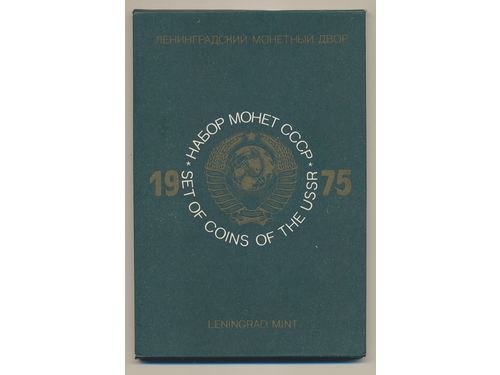 ЛЕНИНГРАДСКИЙ МОНЕТНЫЙ ДВОР
* НАБОР МОНЕТ СССР *
19 75
SET OF COINS OF THE USSR
LENINGRAD MINT